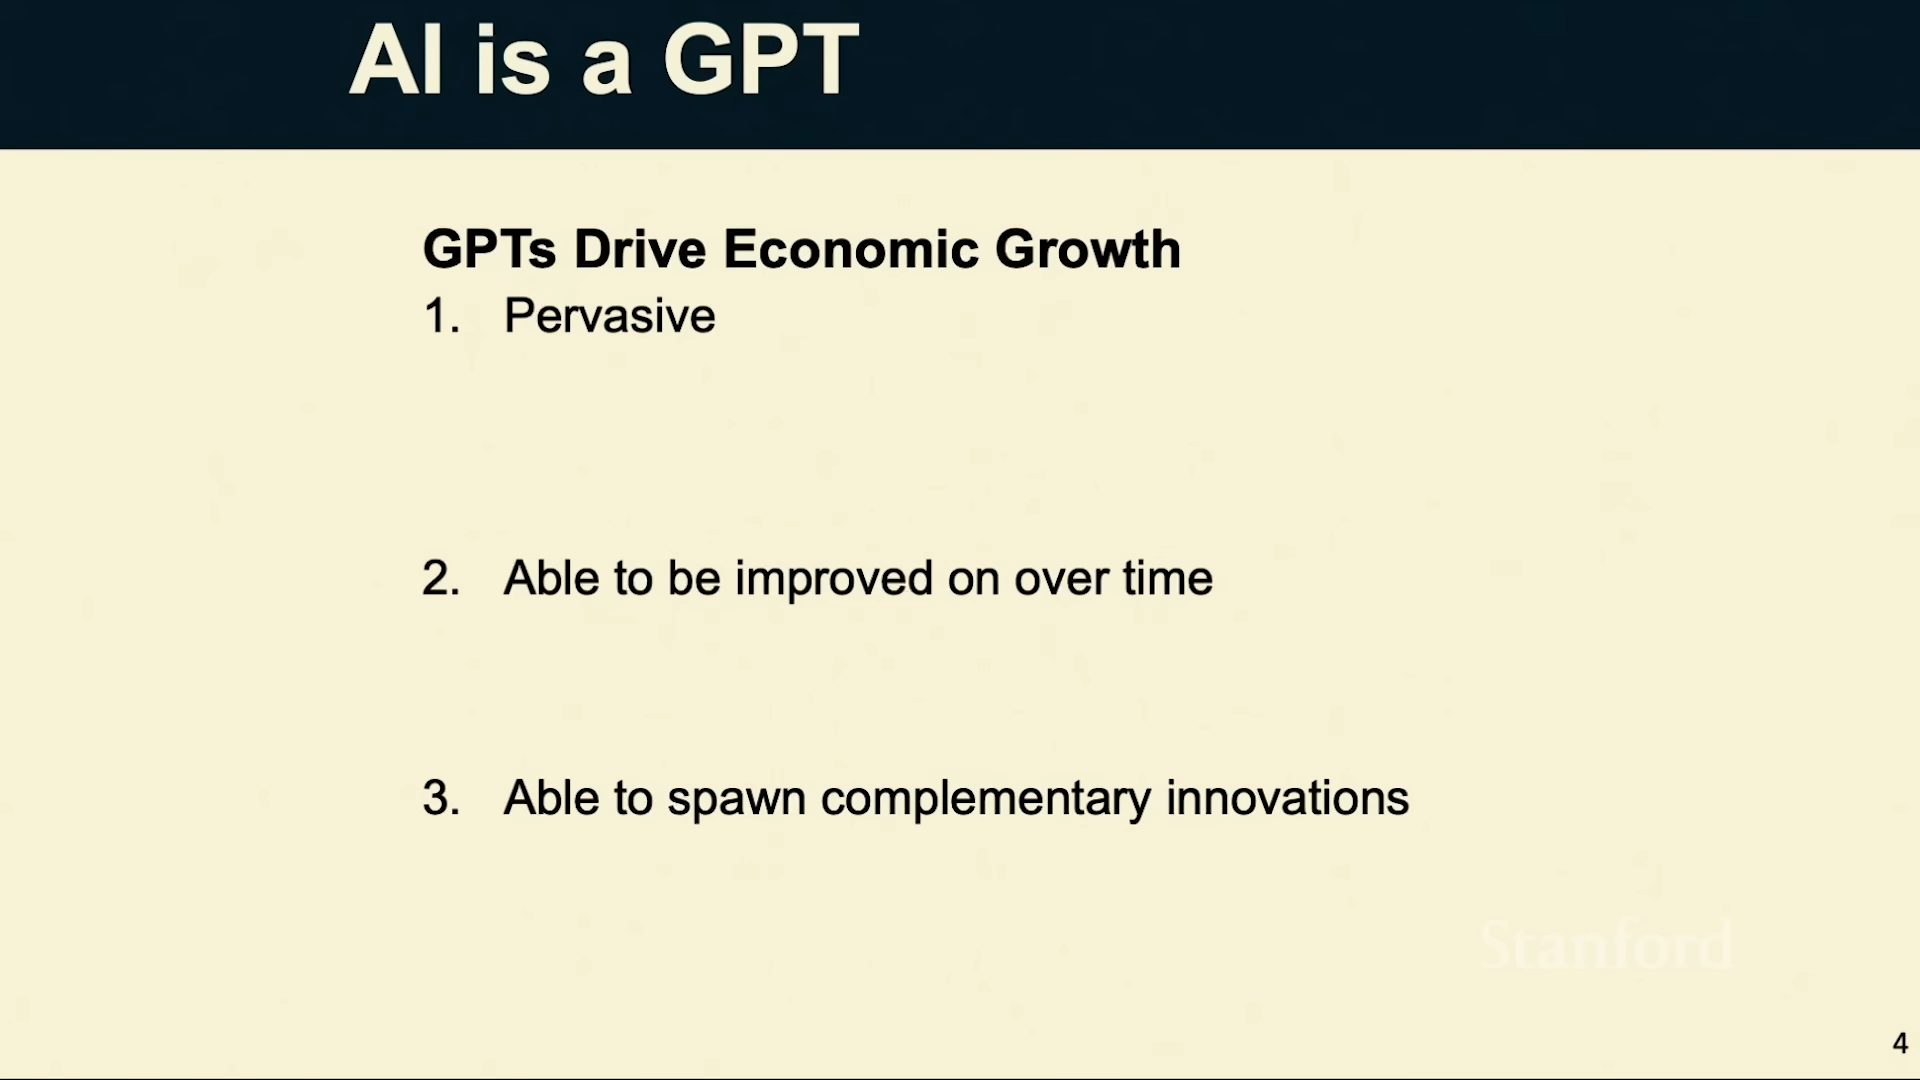 AI is a GPT
GPTs Drive Economic Growth
1. Pervasive
2. Able to be improved on over time
3. Able to spawn complementary innovations
Stanford
4